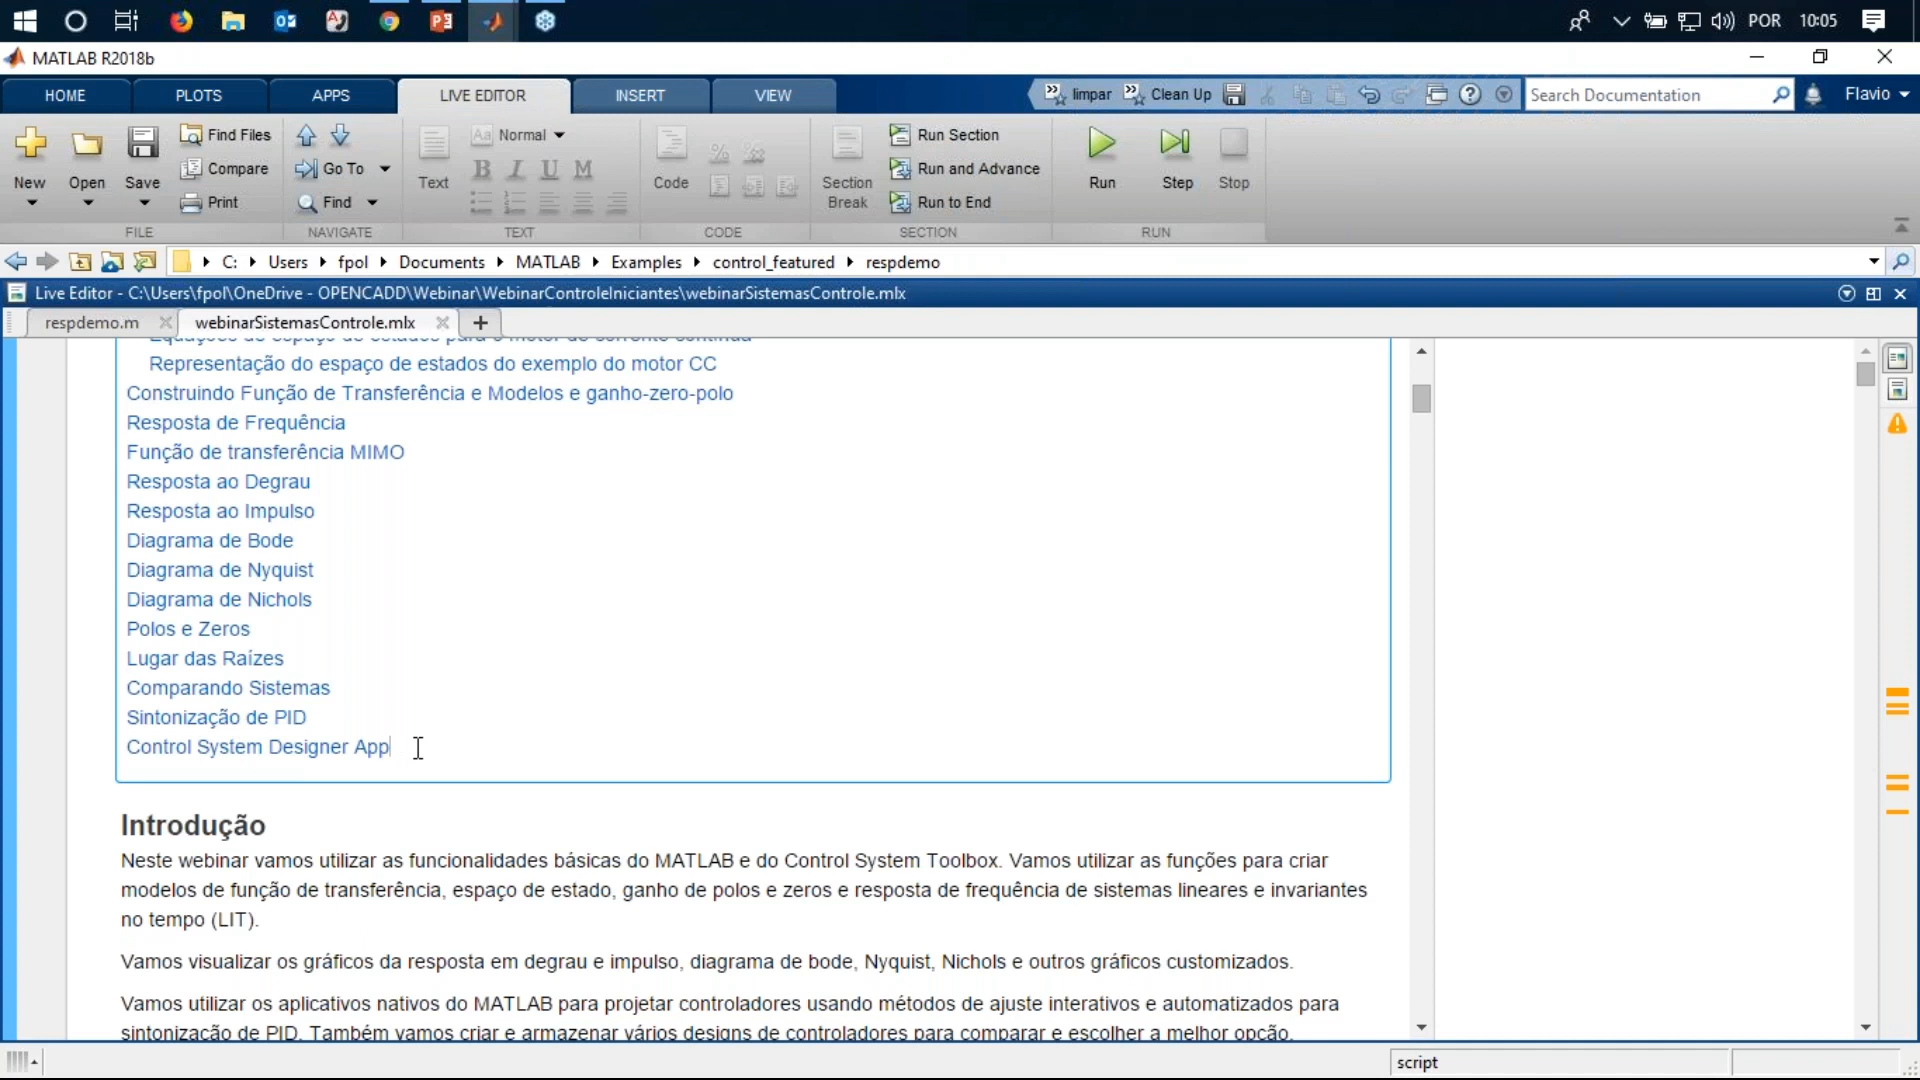 POR 10:05
MATLAB R2018b
HOME PLOTS APPS LIVE EDITOR INSERT VIEW limpar Clean Up Search Documentation Flavio
New Open Save Find Files Compare Print Go To Find Text Aa Normal B I U M Code Section Break Run Section Run and Advance Run to End Run Step Stop
FILE NAVIGATE TEXT CODE SECTION RUN
C: Users fpol Documents MATLAB Examples control_featured respdemo
Live Editor - C:\Users\fpol\OneDrive - OPENCADD\Webinar\WebinarControleIniciantes\webinarSistemasControle.mlx
respdemo.m webinarSistemasControle.mlx
Equações de espaço de estados para o motor de corrente contínua
Representação do espaço de estados do exemplo do motor CC
Construindo Função de Transferência e Modelos e ganho-zero-polo
Resposta de Frequência
Função de transferência MIMO
Resposta ao Degrau
Resposta ao Impulso
Diagrama de Bode
Diagrama de Nyquist
Diagrama de Nichols
Polos e Zeros
Lugar das Raízes
Comparando Sistemas
Sintonização de PID
Control System Designer App
Introdução
Neste webinar vamos utilizar as funcionalidades básicas do MATLAB e do Control System Toolbox. Vamos utilizar as funções para criar
modelos de função de transferência, espaço de estado, ganho de polos e zeros e resposta de frequência de sistemas lineares e invariantes
no tempo (LIT).
Vamos visualizar os gráficos da resposta em degrau e impulso, diagrama de bode, Nyquist, Nichols e outros gráficos customizados.
Vamos utilizar os aplicativos nativos do MATLAB para projetar controladores usando métodos de ajuste interativos e automatizados para
sintonização de PID. Também vamos criar e armazenar vários designs de controladores para comparar e escolher a melhor opção.
script